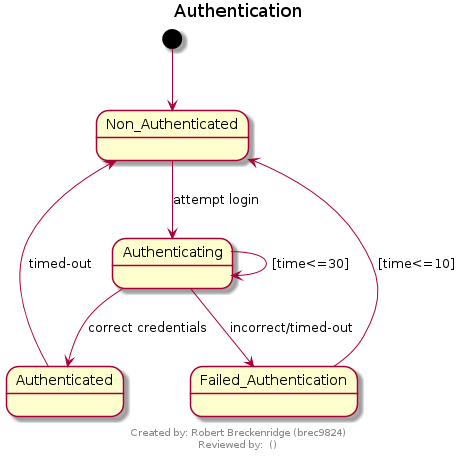 Authentication
Non_Authenticated
attempt login
Authenticating
[time<=30]
[time<=10]
timed-out
correct credentials
incorrect/timed-out
Authenticated
Failed_Authentication
Created by: Robert Breckenridge (brec9824)
Reviewed by:  ()